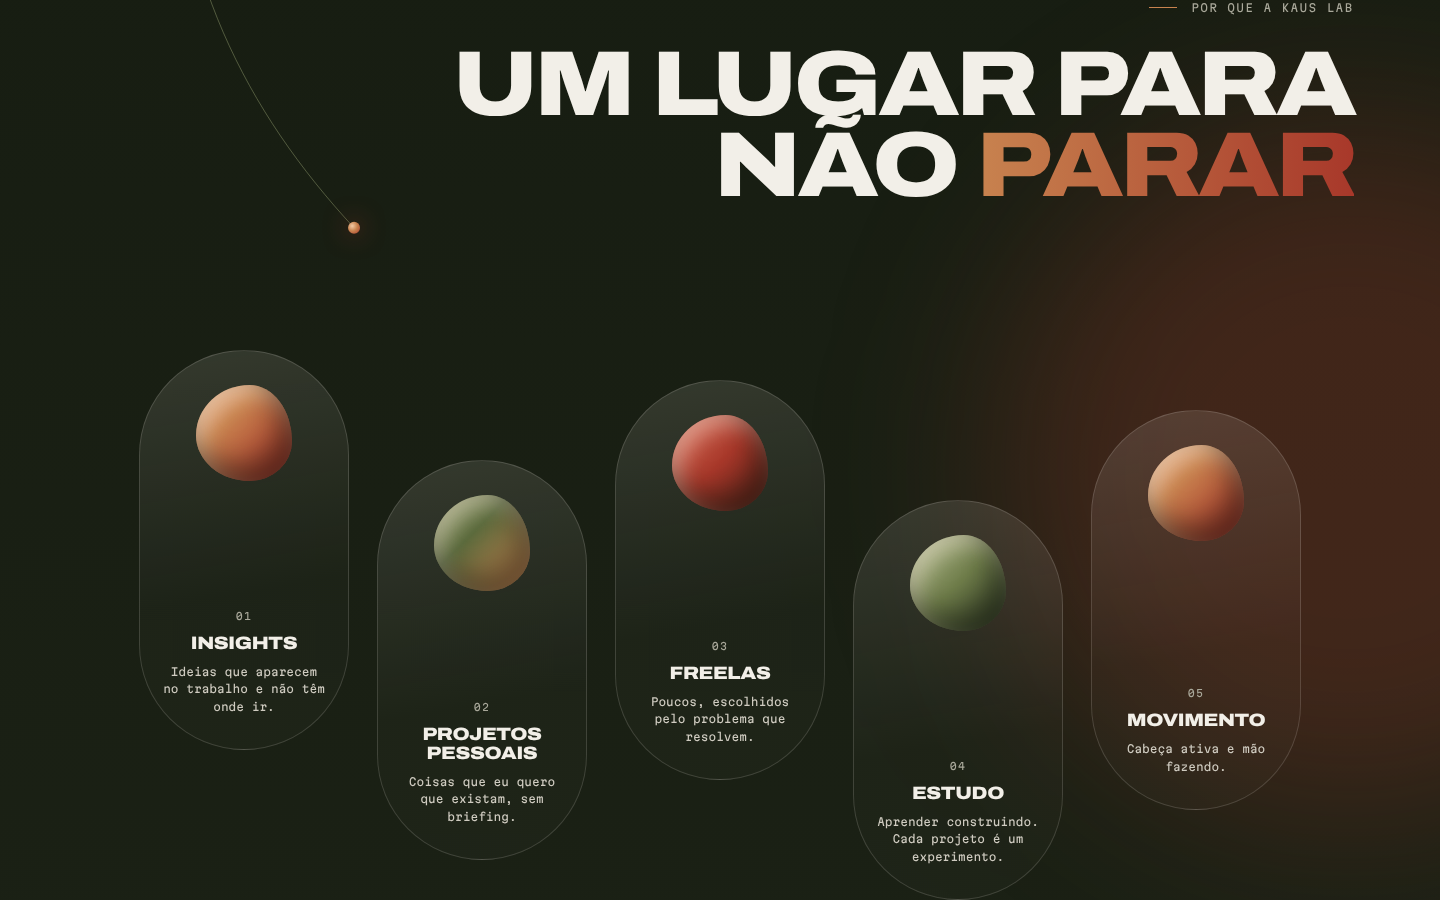 POR QUE A KAUS LAB
UM LUGAR PARA
NÃO PARAR
01
INSIGHTS
Ideias que aparecem
no trabalho e não têm
onde ir.
02
PROJETOS
PESSOAIS
Coisas que eu quero
que existam, sem
briefing.
03
FREELAS
Poucos, escolhidos
pelo problema que
resolvem.
04
ESTUDO
Aprender construindo.
Cada projeto é um
experimento.
05
MOVIMENTO
Cabeça ativa e mão
fazendo.